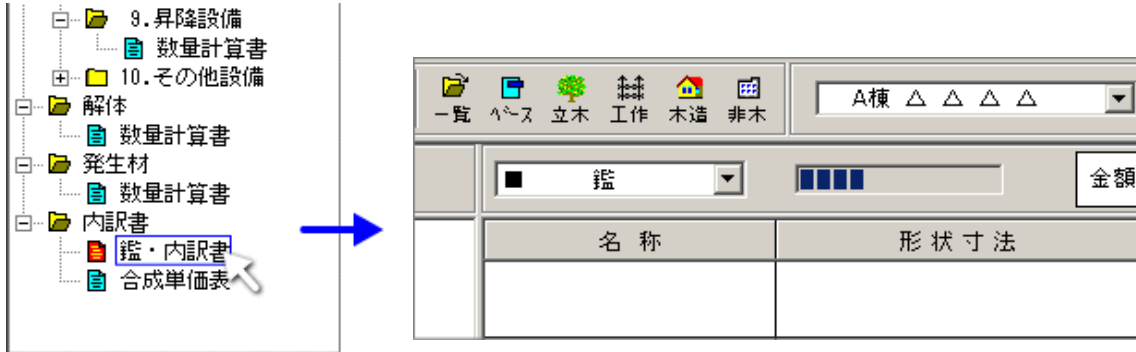 9.昇降設備
数量計算書
10.その他設備
解体
数量計算書
発生材
数量計算書
内訳書
鑑・内訳書
合成単価表
一覧 ベース 立木 工作 木造 非木
A棟 △ △ △ △
■ 鑑
金額
名 称 形 状 寸 法